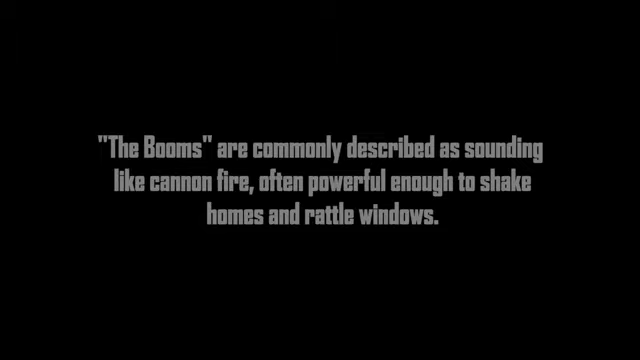 "The Booms" are commonly described as sounding
like cannon fire, often powerful enough to shake
homes and rattle windows.